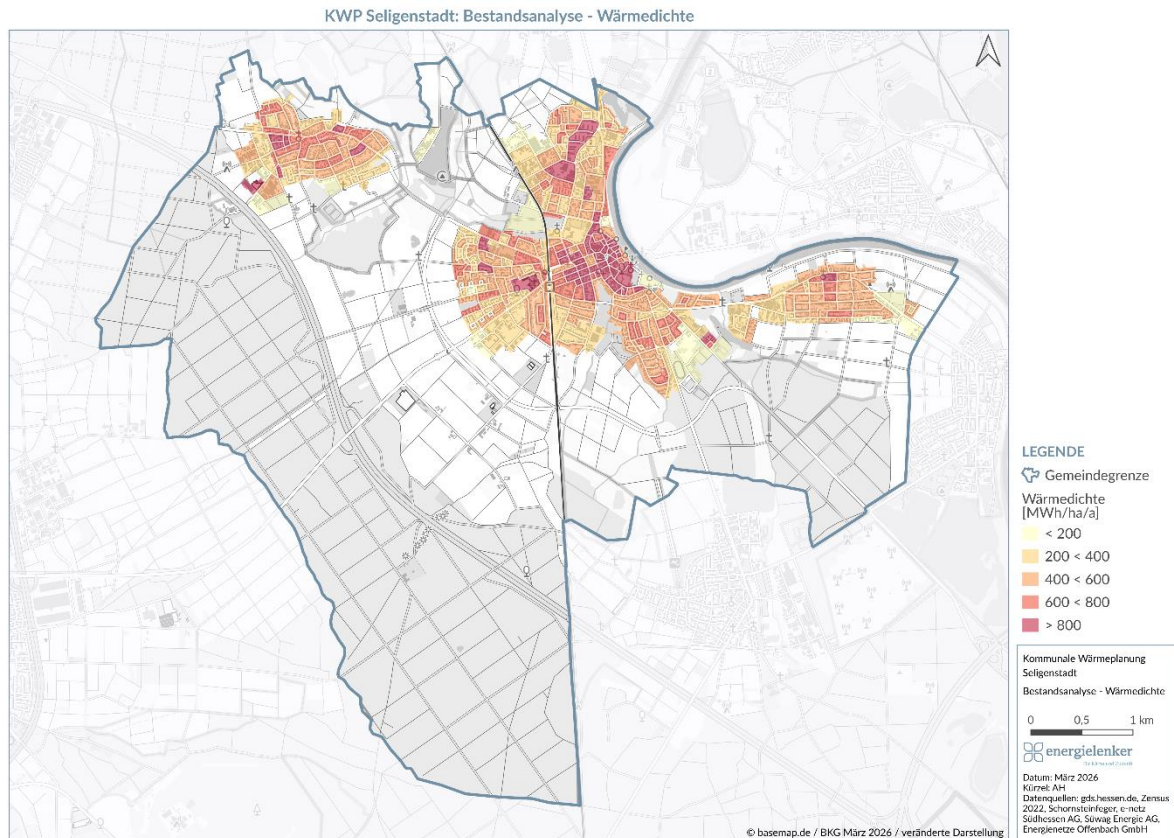 KWP Seligenstadt: Bestandsanalyse - Wärmedichte
LEGENDE
Gemeindegrenze
Wärmedichte
[MWh/ha/a]
< 200
200 < 400
400 < 600
600 < 800
> 800
Kommunale Wärmeplanung
Seligenstadt
Bestandsanalyse - Wärmedichte
0 0,5 1 km
energielenker
Datum: März 2026
Kürzel: AH
Datenquellen: gds.hessen.de, Zensus
2022, Schornsteinfeger, e-netz
Südhessen AG, Süwag Energie AG,
Energienetze Offenbach GmbH
© basemap.de / BKG März 2026 / veränderte Darstellung